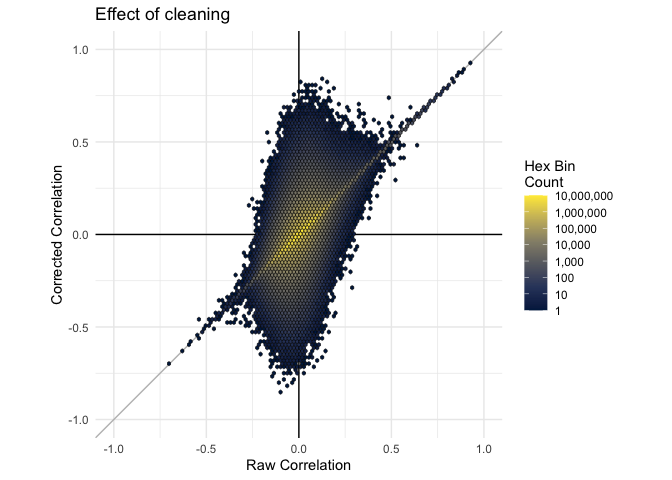 Effect of cleaning
1.0
0.5
0.0
-0.5
-1.0
Corrected Correlation
-1.0 -0.5 0.0 0.5 1.0
Raw Correlation
Hex Bin
Count
10,000,000
1,000,000
100,000
10,000
1,000
100
10
1